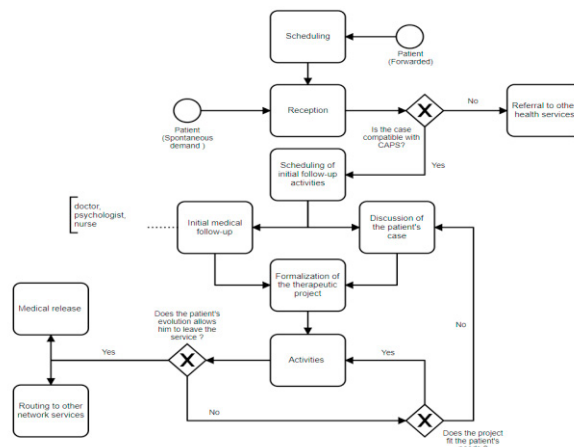 Scheduling
Patient
(Forwarded)
Reception
Patient
(Spontaneous
demand )
No
Referral to other
health services
Is the case
compatible with
CAPS?
Yes
Scheduling of
initial follow-up
activities
doctor,
psychologist,
nurse
Initial medical
follow-up
Discussion of
the patient's
case
Formalization of
the therapeutic
project
No
Medical release
Does the patient's
evolution allows
him to leave the
service ?
Yes
Activities
Yes
Routing to other
network services
No
Does the project
fit the patient's